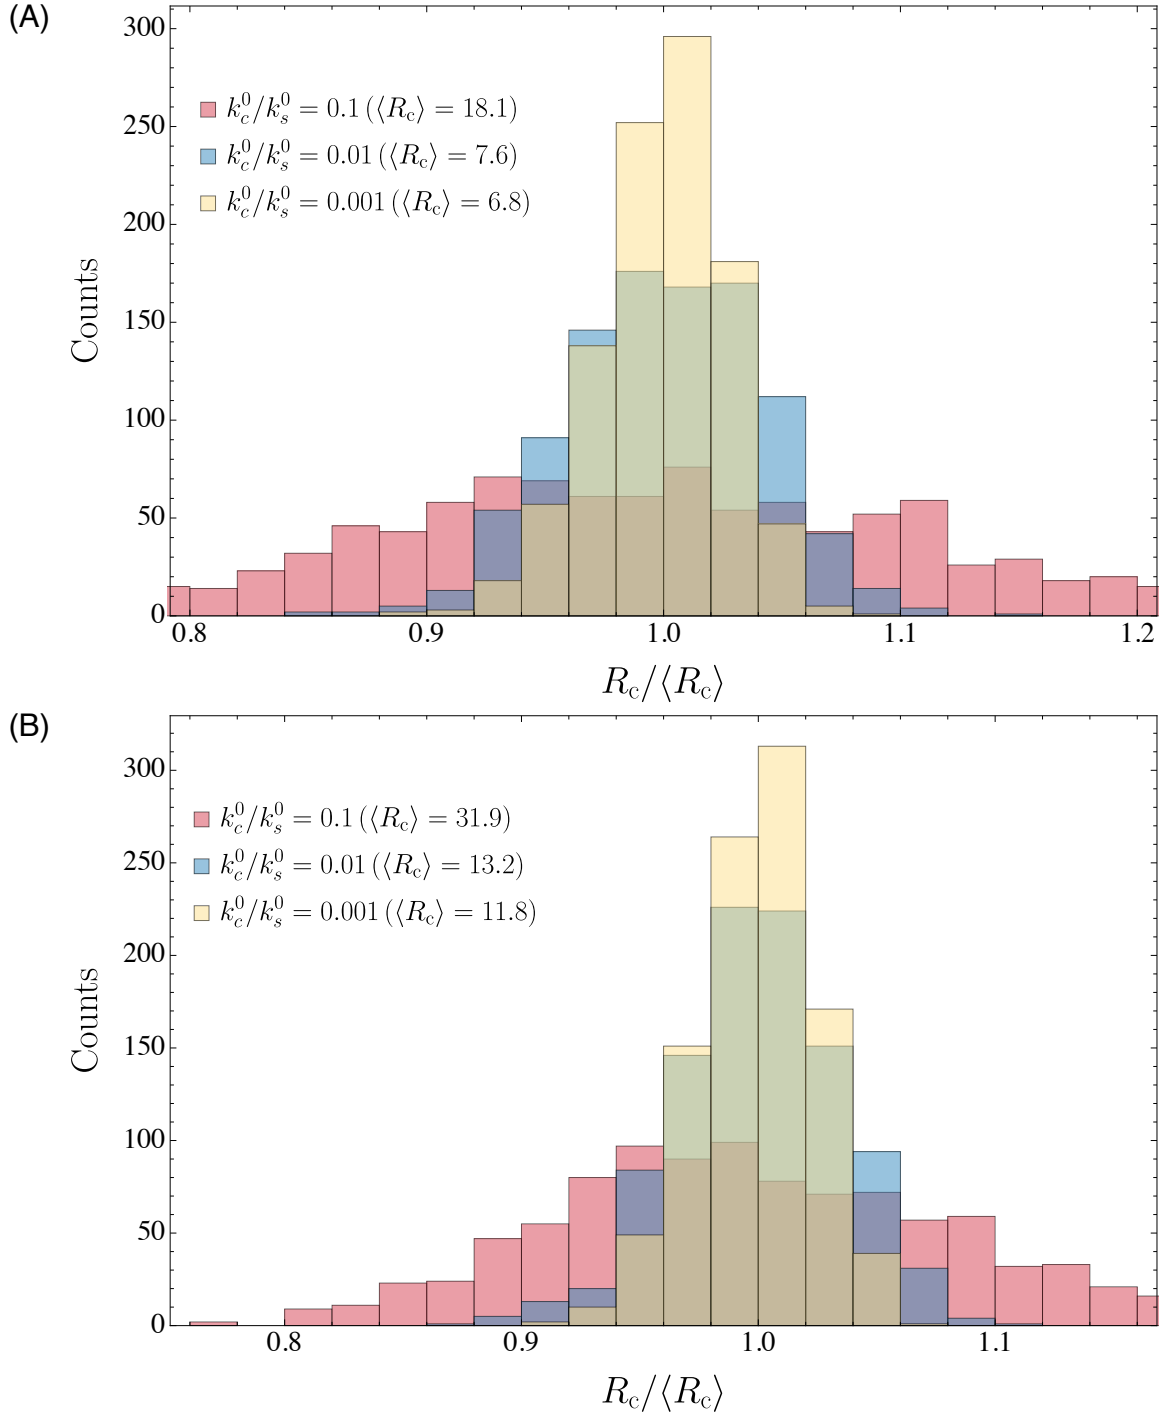 (A)
300
250
200
150
100
50
0
Counts
k_c^0/k_s^0 = 0.1 (⟨R_c⟩ = 18.1)
k_c^0/k_s^0 = 0.01 (⟨R_c⟩ = 7.6)
k_c^0/k_s^0 = 0.001 (⟨R_c⟩ = 6.8)
0.8 0.9 1.0 1.1 1.2
R_c/⟨R_c⟩
(B)
300
250
200
150
100
50
0
Counts
k_c^0/k_s^0 = 0.1 (⟨R_c⟩ = 31.9)
k_c^0/k_s^0 = 0.01 (⟨R_c⟩ = 13.2)
k_c^0/k_s^0 = 0.001 (⟨R_c⟩ = 11.8)
0.8 0.9 1.0 1.1
R_c/⟨R_c⟩